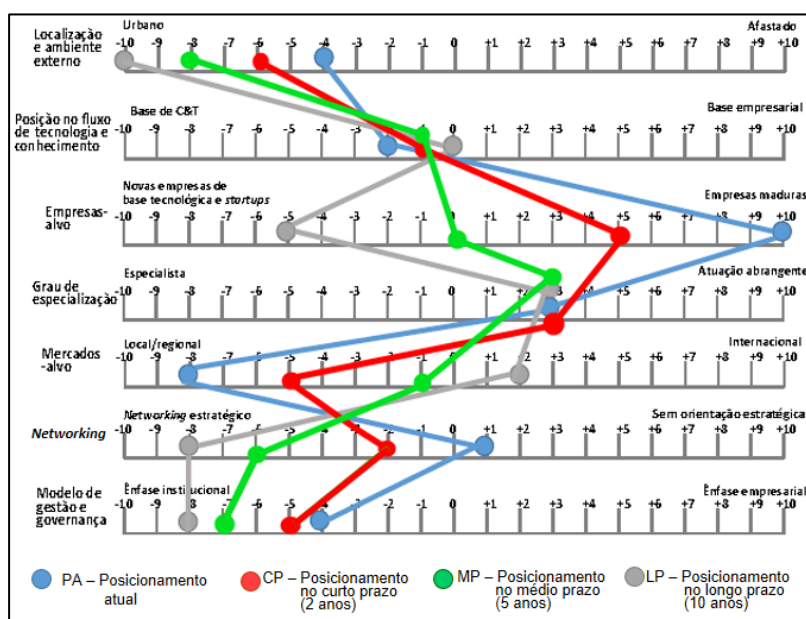 Localização
e ambiente
externo
Urbano
Afastado
-10 -9 -8 -7 -6 -5 -4 -3 -2 -1 0 +1 +2 +3 +4 +5 +6 +7 +8 +9 +10
Posição no fluxo
de tecnologia e
conhecimento
Base de C&T
Base empresarial
-10 -9 -8 -7 -6 -5 -4 -3 -2 -1 0 +1 +2 +3 +4 +5 +6 +7 +8 +9 +10
Empresas-
alvo
Novas empresas de
base tecnológica e startups
Empresas maduras
-10 -9 -8 -7 -6 -5 -4 -3 -2 -1 0 +1 +2 +3 +4 +5 +6 +7 +8 +9 +10
Grau de
especialização
Especialista
Atuação abrangente
-10 -9 -8 -7 -6 -5 -4 -3 -2 -1 0 +1 +2 +3 +4 +5 +6 +7 +8 +9 +10
Mercados
-alvo
Local/regional
Internacional
-10 -9 -8 -7 -6 -5 -4 -3 -2 -1 0 +1 +2 +3 +4 +5 +6 +7 +8 +9 +10
Networking
Networking estratégico
Sem orientação estratégica
-10 -9 -8 -7 -6 -5 -4 -3 -2 -1 0 +1 +2 +3 +4 +5 +6 +7 +8 +9 +10
Modelo de
gestão e
governança
Ênfase institucional
Ênfase empresarial
-10 -9 -8 -7 -6 -5 -4 -3 -2 -1 0 +1 +2 +3 +4 +5 +6 +7 +8 +9 +10
PA – Posicionamento
atual
CP – Posicionamento
no curto prazo
(2 anos)
MP – Posicionamento
no médio prazo
(5 anos)
LP – Posicionamento
no longo prazo
(10 anos)